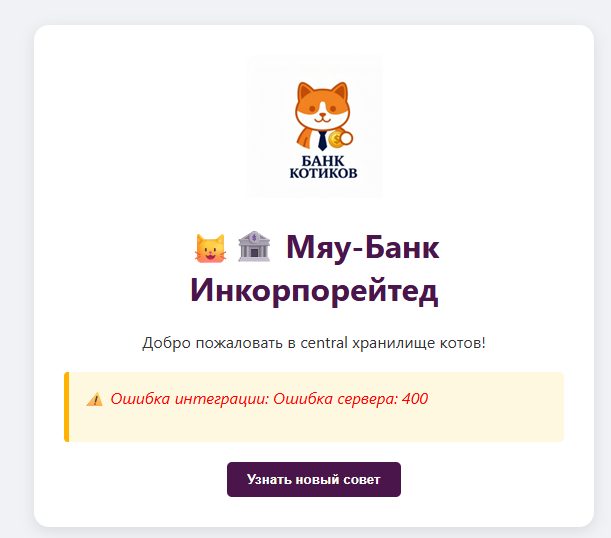 БАНК
КОТИКОВ
Мяу-Банк
Инкорпорейтед
Добро пожаловать в central хранилище котов!
Ошибка интеграции: Ошибка сервера: 400
Узнать новый совет